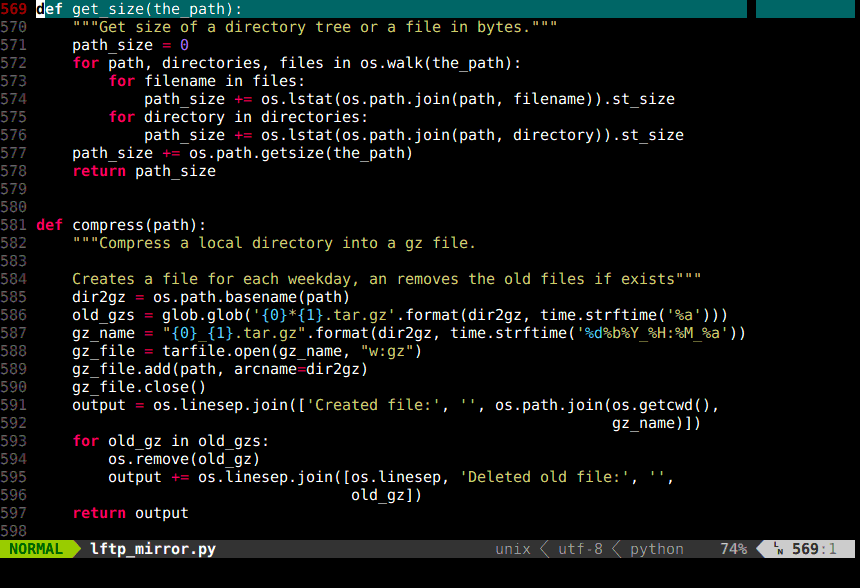 569 def get_size(the_path):
570     """Get size of a directory tree or a file in bytes."""
571     path_size = 0
572     for path, directories, files in os.walk(the_path):
573         for filename in files:
574             path_size += os.lstat(os.path.join(path, filename)).st_size
575         for directory in directories:
576             path_size += os.lstat(os.path.join(path, directory)).st_size
577     path_size += os.path.getsize(the_path)
578     return path_size
579
580
581 def compress(path):
582     """Compress a local directory into a gz file.
583
584     Creates a file for each weekday, an removes the old files if exists"""
585     dir2gz = os.path.basename(path)
586     old_gzs = glob.glob('{0}*{1}.tar.gz'.format(dir2gz, time.strftime('%a')))
587     gz_name = "{0}_{1}.tar.gz".format(dir2gz, time.strftime('%d%b%Y_%H:%M_%a'))
588     gz_file = tarfile.open(gz_name, "w:gz")
589     gz_file.add(path, arcname=dir2gz)
590     gz_file.close()
591     output = os.linesep.join(['Created file:', '', os.path.join(os.getcwd(),
592                                                                 gz_name)])
593     for old_gz in old_gzs:
594         os.remove(old_gz)
595         output += os.linesep.join([os.linesep, 'Deleted old file:', '',
596                                    old_gz])
597     return output
598
NORMAL lftp_mirror.py unix utf-8 python 74% LN 569:1